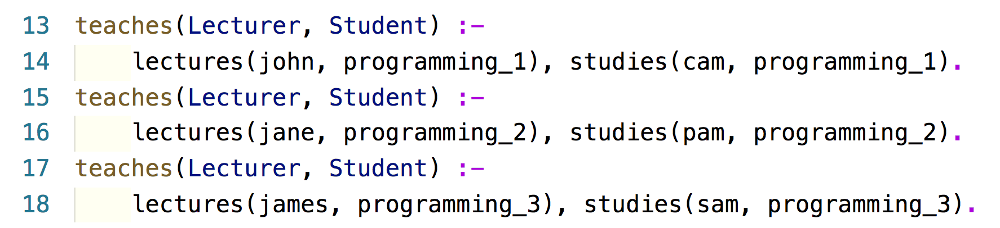 13 teaches(Lecturer, Student) :-
14 lectures(john, programming_1), studies(cam, programming_1).
15 teaches(Lecturer, Student) :-
16 lectures(jane, programming_2), studies(pam, programming_2).
17 teaches(Lecturer, Student) :-
18 lectures(james, programming_3), studies(sam, programming_3).